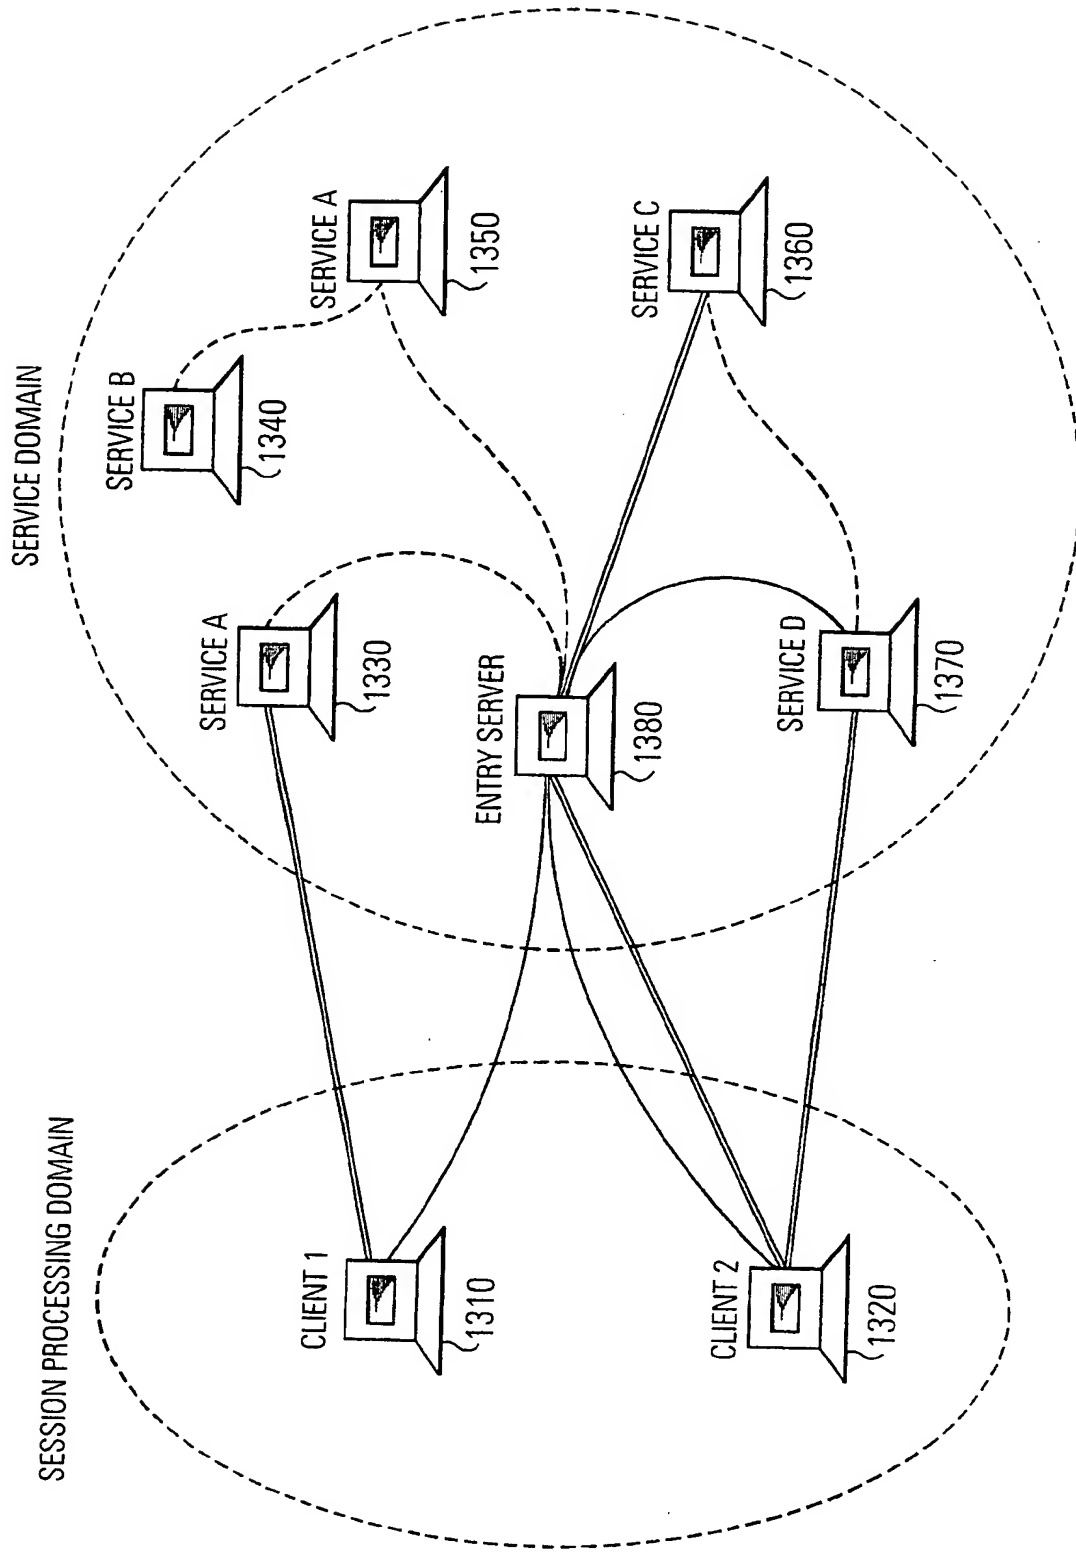 SESSION PROCESSING DOMAIN
SERVICE DOMAIN
CLIENT 1
1310
CLIENT 2
1320
SERVICE A
1330
ENTRY SERVER
1380
SERVICE D
1370
SERVICE B
1340
SERVICE A
1350
SERVICE C
1360